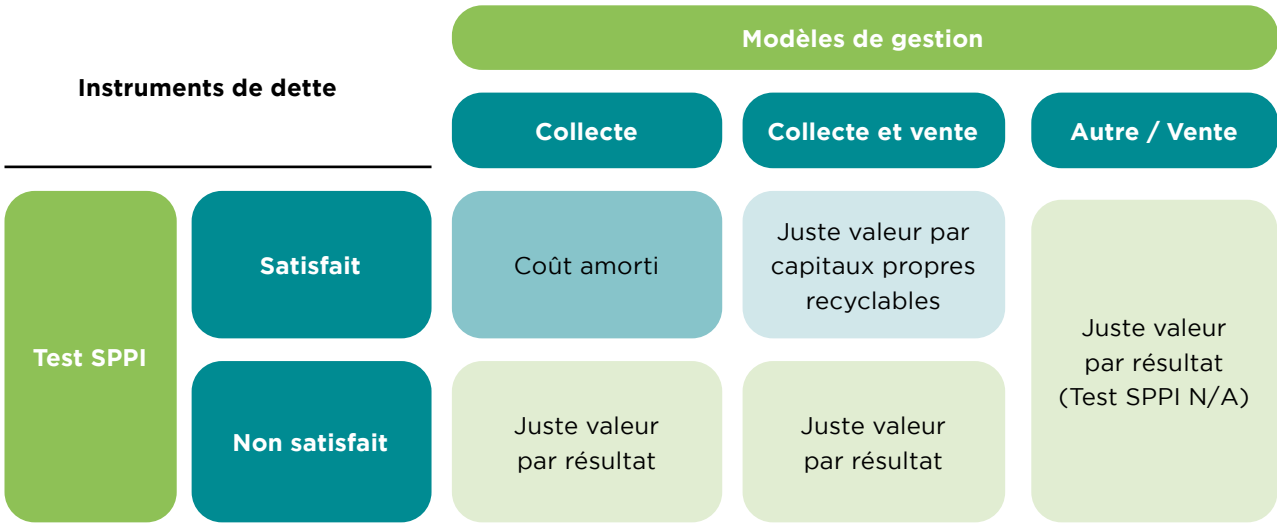 Modèles de gestion
Instruments de dette
Collecte
Collecte et vente
Autre / Vente
Test SPPI
Satisfait
Coût amorti
Juste valeur par
capitaux propres
recyclables
Juste valeur
par résultat
(Test SPPI N/A)
Non satisfait
Juste valeur
par résultat
Juste valeur
par résultat